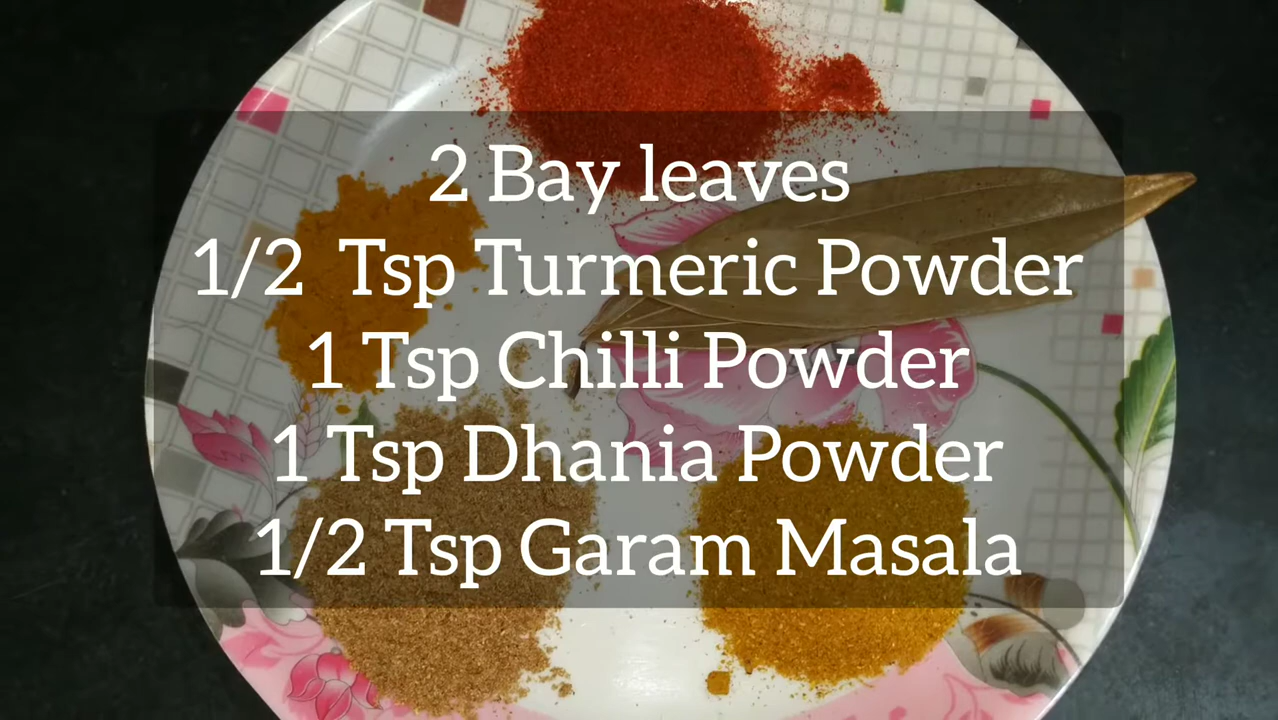 2 Bay leaves
1/2 Tsp Turmeric Powder
1 Tsp Chilli Powder
1 Tsp Dhania Powder
1/2 Tsp Garam Masala